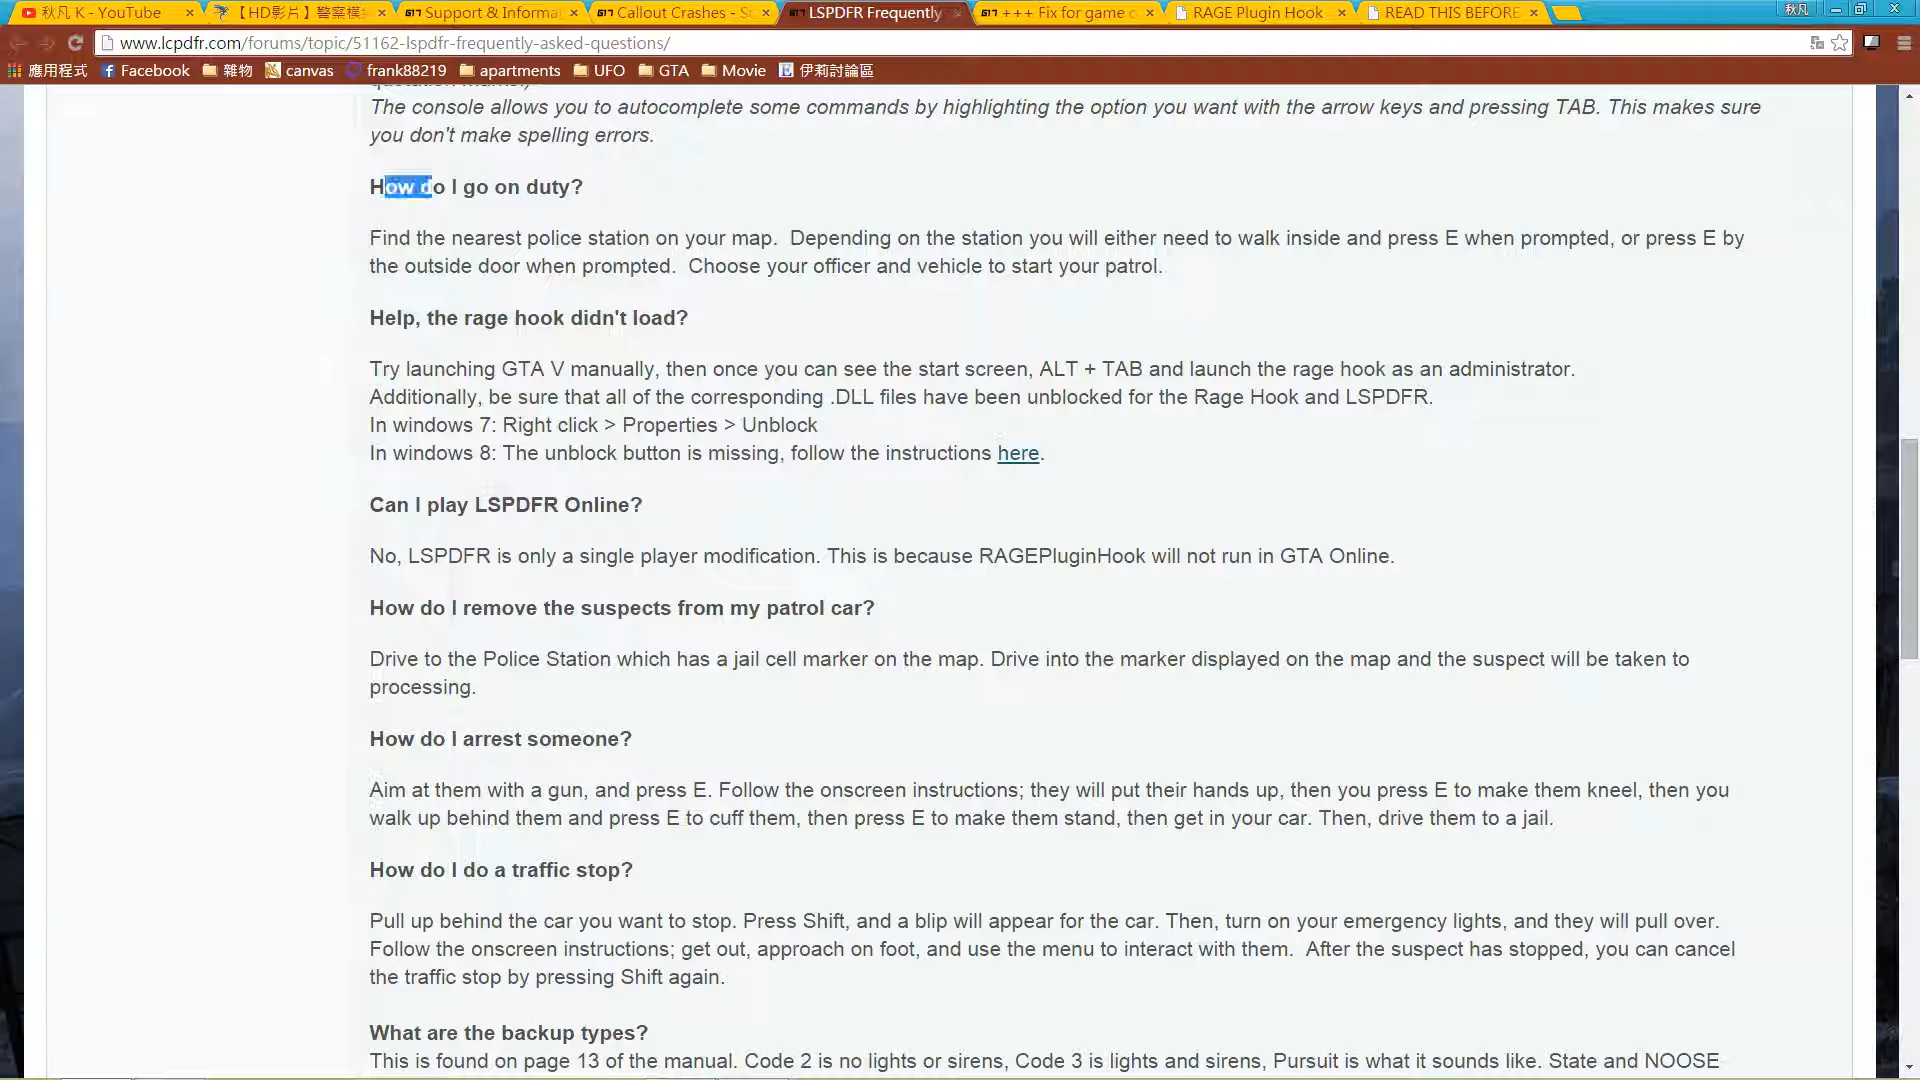 秋凡 K - YouTube
【HD影片】警察模
Support & Informa
Callout Crashes - S
LSPDFR Frequently
+++ Fix for game c
RAGE Plugin Hook
READ THIS BEFORE
秋凡
www.lcpdfr.com/forums/topic/51162-lspdfr-frequently-asked-questions/
應用程式 Facebook 雜物 canvas frank88219 apartments UFO GTA Movie 伊莉討論區
The console allows you to autocomplete some commands by highlighting the option you want with the arrow keys and pressing TAB. This makes sure
you don't make spelling errors.
How do I go on duty?
Find the nearest police station on your map.  Depending on the station you will either need to walk inside and press E when prompted, or press E by
the outside door when prompted.  Choose your officer and vehicle to start your patrol.
Help, the rage hook didn't load?
Try launching GTA V manually, then once you can see the start screen, ALT + TAB and launch the rage hook as an administrator.
Additionally, be sure that all of the corresponding .DLL files have been unblocked for the Rage Hook and LSPDFR.
In windows 7: Right click > Properties > Unblock
In windows 8: The unblock button is missing, follow the instructions here.
Can I play LSPDFR Online?
No, LSPDFR is only a single player modification. This is because RAGEPluginHook will not run in GTA Online.
How do I remove the suspects from my patrol car?
Drive to the Police Station which has a jail cell marker on the map. Drive into the marker displayed on the map and the suspect will be taken to
processing.
How do I arrest someone?
Aim at them with a gun, and press E. Follow the onscreen instructions; they will put their hands up, then you press E to make them kneel, then you
walk up behind them and press E to cuff them, then press E to make them stand, then get in your car. Then, drive them to a jail.
How do I do a traffic stop?
Pull up behind the car you want to stop. Press Shift, and a blip will appear for the car. Then, turn on your emergency lights, and they will pull over.
Follow the onscreen instructions; get out, approach on foot, and use the menu to interact with them.  After the suspect has stopped, you can cancel
the traffic stop by pressing Shift again.
What are the backup types?
This is found on page 13 of the manual. Code 2 is no lights or sirens, Code 3 is lights and sirens, Pursuit is what it sounds like. State and NOOSE